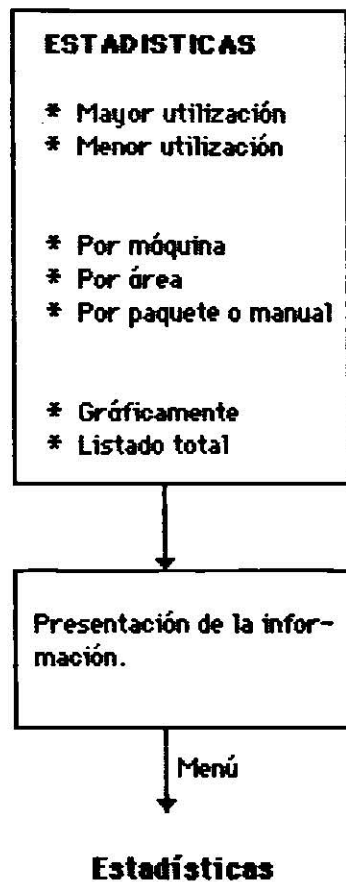 ESTADISTICAS
* Mayor utilización
* Menor utilización
* Por máquina
* Por área
* Por paquete o manual
* Gráficamente
* Listado total
Presentación de la infor-
mación.
Menú
Estadísticas